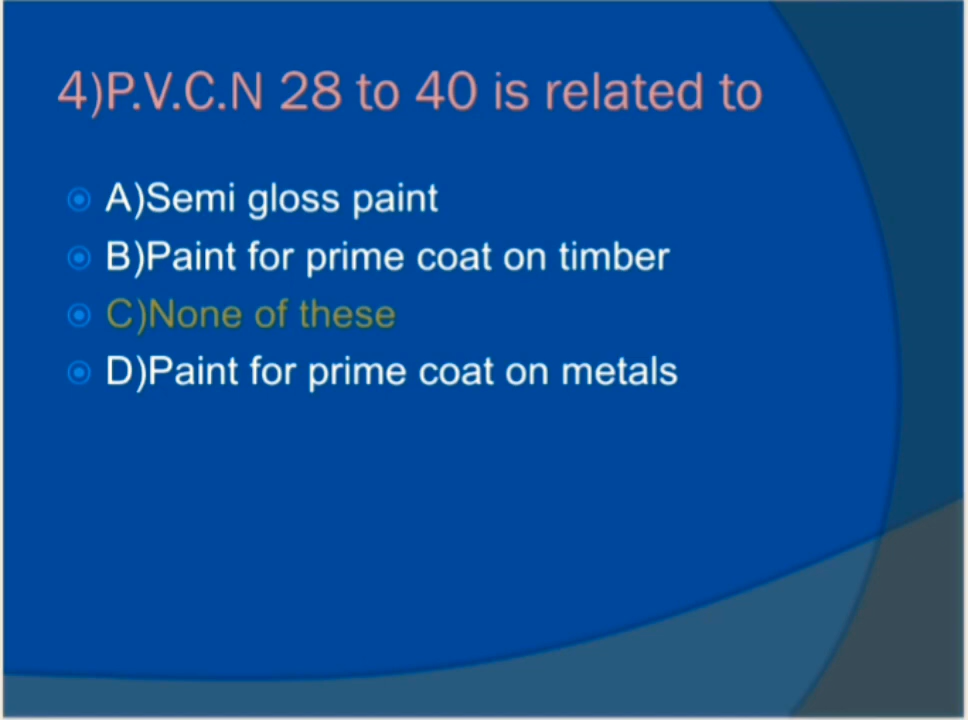 4)P.V.C.N 28 to 40 is related to
A)Semi gloss paint
B)Paint for prime coat on timber
C)None of these
D)Paint for prime coat on metals